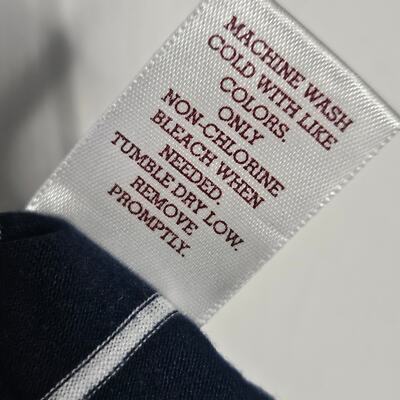 MACHINE WASH
COLD WITH LIKE
COLORS.
ONLY
NON-CHLORINE
BLEACH WHEN
NEEDED.
TUMBLE DRY LOW.
REMOVE
PROMPTLY.